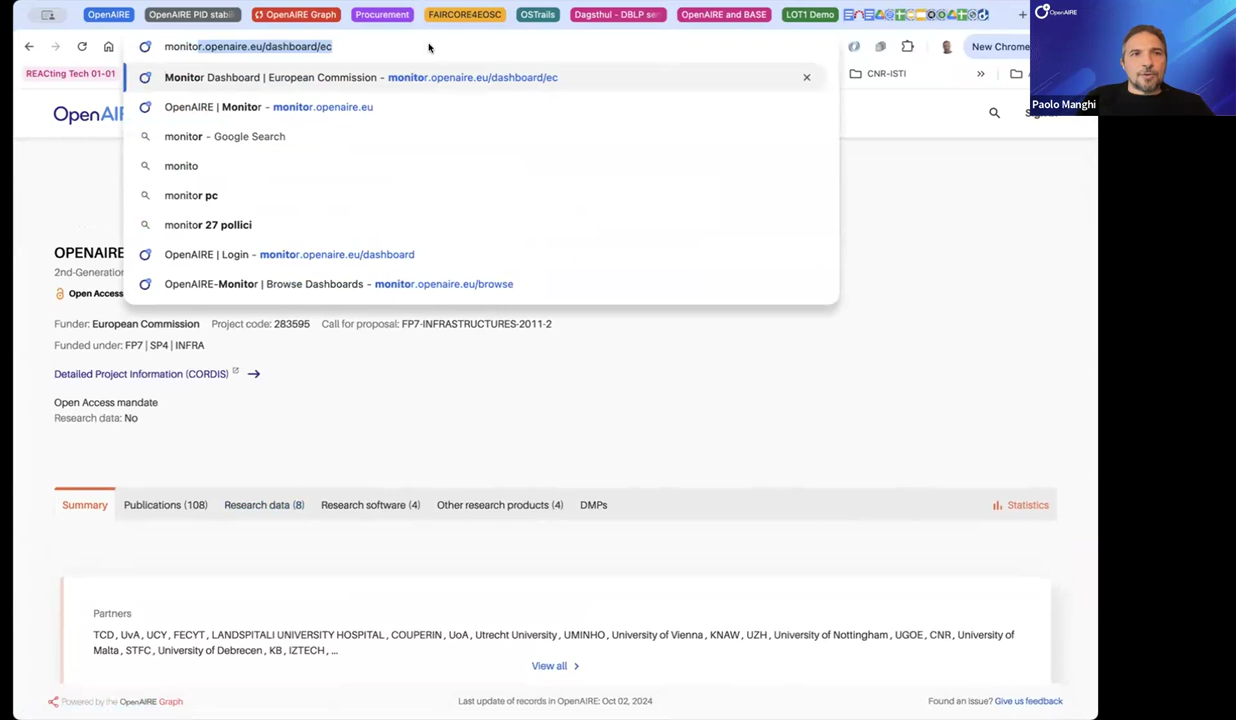 OpenAIRE
OpenAIRE PID stabi
OpenAIRE Graph
Procurement
FAIRCORE4EOSC
OSTrails
Dagsthul - DBLP se
OpenAIRE and BASE
LOT1 Demo
monitor.openaire.eu/dashboard/ec
New Chrome
REACting Tech 01-01
Monitor Dashboard | European Commission - monitor.openaire.eu/dashboard/ec
CNR-ISTI
OpenAIRE | Monitor - monitor.openaire.eu
monitor - Google Search
monito
monitor pc
monitor 27 pollici
OpenAIRE | Login - monitor.openaire.eu/dashboard
OpenAIRE-Monitor | Browse Dashboards - monitor.openaire.eu/browse
OpenAIRE
Paolo Manghi
OpenAI
OPENAIRE
2nd-Generation
Open Access
Funder: European Commission Project code: 283595 Call for proposal: FP7-INFRASTRUCTURES-2011-2
Funded under: FP7 | SP4 | INFRA
Detailed Project Information (CORDIS)
Open Access mandate
Research data: No
Summary Publications (108) Research data (8) Research software (4) Other research products (4) DMPs Statistics
Partners
TCD, UvA, UCY, FECYT, LANDSPITALI UNIVERSITY HOSPITAL, COUPERIN, UoA, Utrecht University, UMINHO, University of Vienna, KNAW, UZH, University of Nottingham, UGOE, CNR, University of
Malta, STFC, University of Debrecen, KB, IZTECH, ...
View all
Powered by the OpenAIRE Graph Last update of records in OpenAIRE: Oct 02, 2024 Found an issue? Give us feedback